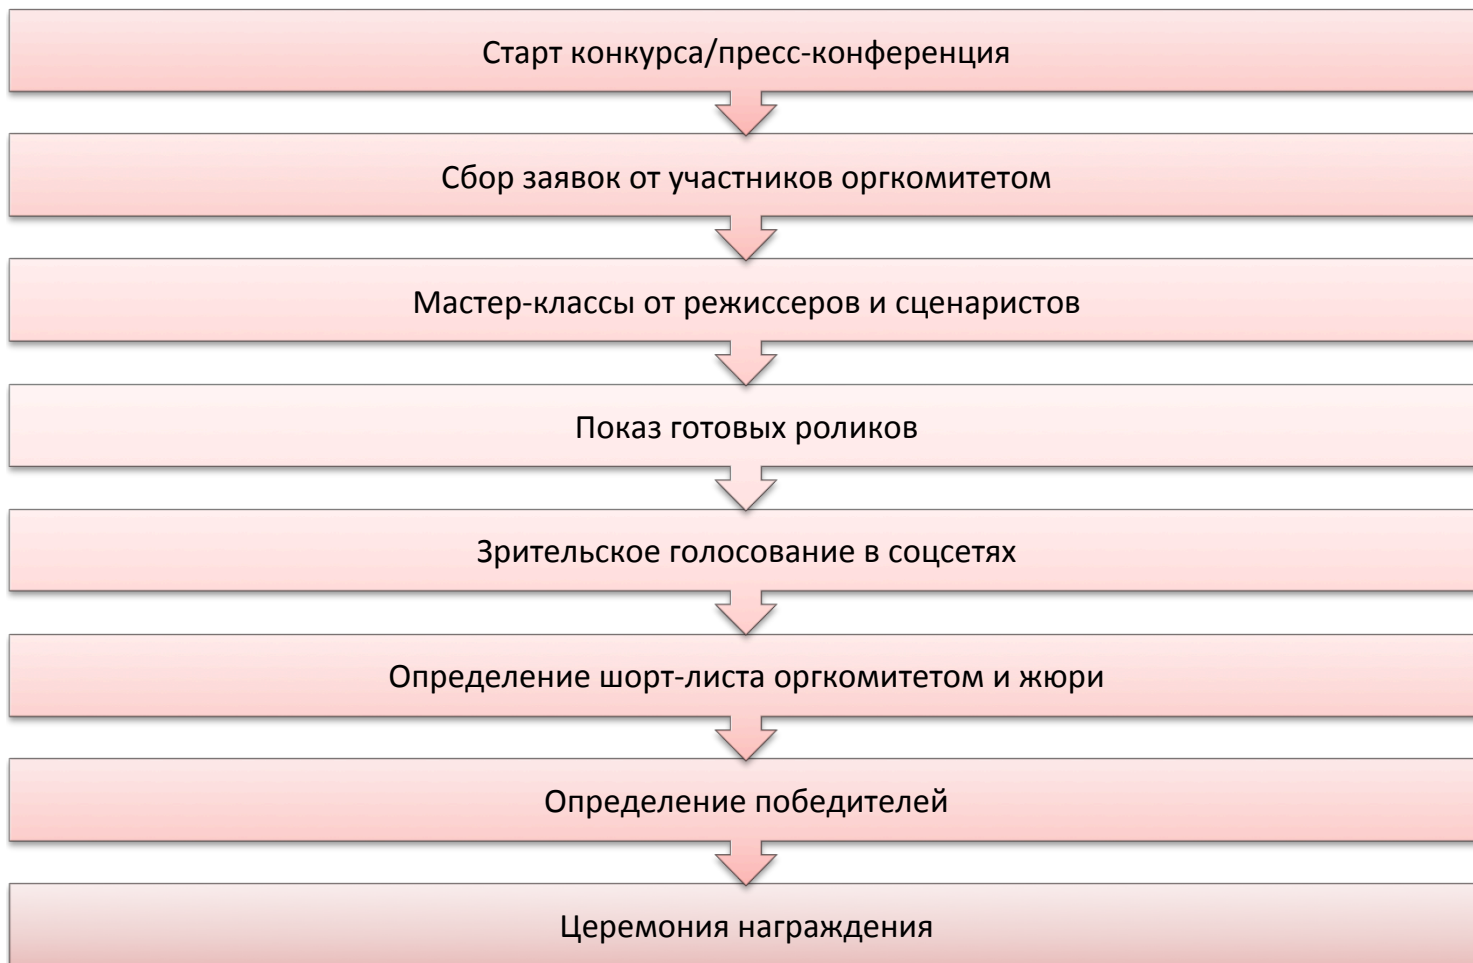 Старт конкурса/пресс-конференция
Сбор заявок от участников оргкомитетом
Мастер-классы от режиссеров и сценаристов
Показ готовых роликов
Зрительское голосование в соцсетях
Определение шорт-листа оргкомитетом и жюри
Определение победителей
Церемония награждения